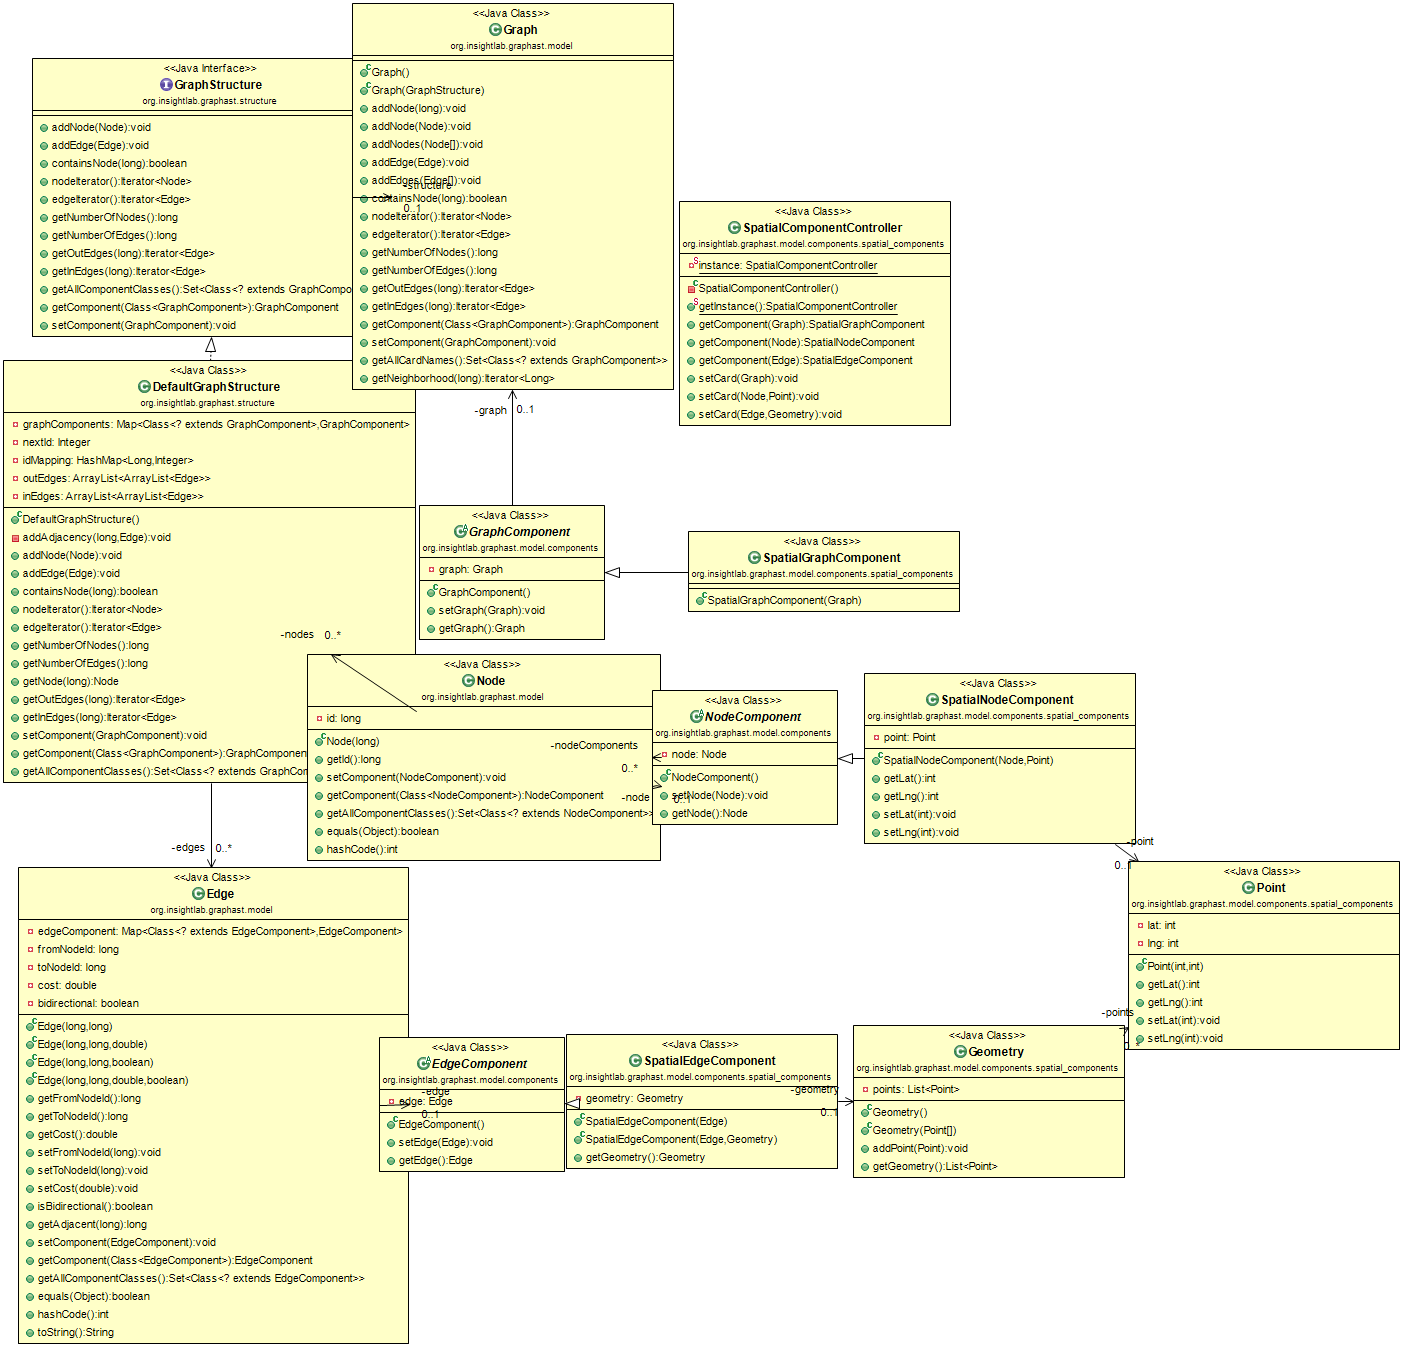 <<Java Class>>
Graph
org.insightlab.graphast.model
Graph()
Graph(GraphStructure)
addNode(long):void
addNode(Node):void
addNodes(Node[]):void
addEdge(Edge):void
addEdges(Edge[]):void
containsNode(long):boolean
nodeIterator():Iterator<Node>
edgeIterator():Iterator<Edge>
getNumberOfNodes():long
getNumberOfEdges():long
getOutEdges(long):Iterator<Edge>
getInEdges(long):Iterator<Edge>
getComponent(Class<GraphComponent>):GraphComponent
setComponent(GraphComponent):void
getAllCardNames():Set<Class<? extends GraphComponent>>
getNeighborhood(long):Iterator<Long>
-structure
0..1
<<Java Interface>>
GraphStructure
org.insightlab.graphast.structure
addNode(Node):void
addEdge(Edge):void
containsNode(long):boolean
nodeIterator():Iterator<Node>
edgeIterator():Iterator<Edge>
getNumberOfNodes():long
getNumberOfEdges():long
getOutEdges(long):Iterator<Edge>
getInEdges(long):Iterator<Edge>
getAllComponentClasses():Set<Class<? extends GraphCompo
getComponent(Class<GraphComponent>):GraphComponent
setComponent(GraphComponent):void
<<Java Class>>
SpatialComponentController
org.insightlab.graphast.model.components.spatial_components
instance: SpatialComponentController
SpatialComponentController()
getInstance():SpatialComponentController
getComponent(Graph):SpatialGraphComponent
getComponent(Node):SpatialNodeComponent
getComponent(Edge):SpatialEdgeComponent
setCard(Graph):void
setCard(Node,Point):void
setCard(Edge,Geometry):void
<<Java Class>>
DefaultGraphStructure
org.insightlab.graphast.structure
graphComponents: Map<Class<? extends GraphComponent>,GraphComponent>
nextId: Integer
idMapping: HashMap<Long,Integer>
outEdges: ArrayList<ArrayList<Edge>>
inEdges: ArrayList<ArrayList<Edge>>
DefaultGraphStructure()
addAdjacency(long,Edge):void
addNode(Node):void
addEdge(Edge):void
containsNode(long):boolean
nodeIterator():Iterator<Node>
edgeIterator():Iterator<Edge>
getNumberOfNodes():long
getNumberOfEdges():long
getNode(long):Node
getOutEdges(long):Iterator<Edge>
getInEdges(long):Iterator<Edge>
setComponent(GraphComponent):void
getComponent(Class<GraphComponent>):GraphComponen
getAllComponentClasses():Set<Class<? extends GraphCom
-graph 0..1
<<Java Class>>
GraphComponent
org.insightlab.graphast.model.components
graph: Graph
GraphComponent()
setGraph(Graph):void
getGraph():Graph
<<Java Class>>
SpatialGraphComponent
org.insightlab.graphast.model.components.spatial_components
SpatialGraphComponent(Graph)
-nodes 0..*
<<Java Class>>
Node
org.insightlab.graphast.model
id: long
Node(long)
getId():long
setComponent(NodeComponent):void
getComponent(Class<NodeComponent>):NodeComponent
getAllComponentClasses():Set<Class<? extends NodeComponent>>
equals(Object):boolean
hashCode():int
-nodeComponents
0..*
-node
0..1
<<Java Class>>
NodeComponent
org.insightlab.graphast.model.components
node: Node
NodeComponent()
setNode(Node):void
getNode():Node
<<Java Class>>
SpatialNodeComponent
org.insightlab.graphast.model.components.spatial_components
point: Point
SpatialNodeComponent(Node,Point)
getLat():int
getLng():int
setLat(int):void
setLng(int):void
-point
0..1
<<Java Class>>
Point
org.insightlab.graphast.model.components.spatial_components
lat: int
lng: int
Point(int,int)
getLat():int
getLng():int
setLat(int):void
setLng(int):void
-edges 0..*
<<Java Class>>
Edge
org.insightlab.graphast.model
edgeComponent: Map<Class<? extends EdgeComponent>,EdgeComponent>
fromNodeId: long
toNodeId: long
cost: double
bidirectional: boolean
Edge(long,long)
Edge(long,long,double)
Edge(long,long,boolean)
Edge(long,long,double,boolean)
getFromNodeId():long
getToNodeId():long
getCost():double
setFromNodeId(long):void
setToNodeId(long):void
setCost(double):void
isBidirectional():boolean
getAdjacent(long):long
setComponent(EdgeComponent):void
getComponent(Class<EdgeComponent>):EdgeComponent
getAllComponentClasses():Set<Class<? extends EdgeComponent>>
equals(Object):boolean
hashCode():int
toString():String
<<Java Class>>
EdgeComponent
org.insightlab.graphast.model.components
edge: Edge
EdgeComponent()
setEdge(Edge):void
getEdge():Edge
-edge
0..1
<<Java Class>>
SpatialEdgeComponent
org.insightlab.graphast.model.components.spatial_components
geometry: Geometry
SpatialEdgeComponent(Edge)
SpatialEdgeComponent(Edge,Geometry)
getGeometry():Geometry
-geometry
0..1
<<Java Class>>
Geometry
org.insightlab.graphast.model.components.spatial_components
points: List<Point>
Geometry()
Geometry(Point[])
addPoint(Point):void
getGeometry():List<Point>
-points